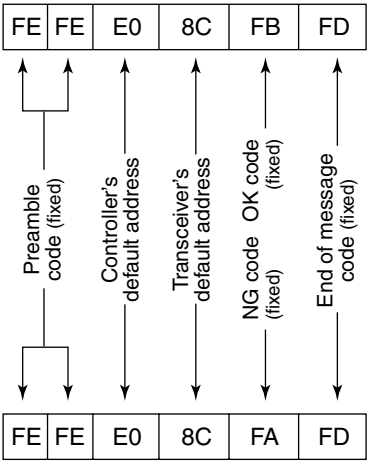 FE FE E0 8C FB FD
Preamble
code (fixed)
Controller's
default address
Transceiver's
default address
OK code
(fixed)
NG code
(fixed)
End of message
code (fixed)
FE FE E0 8C FA FD